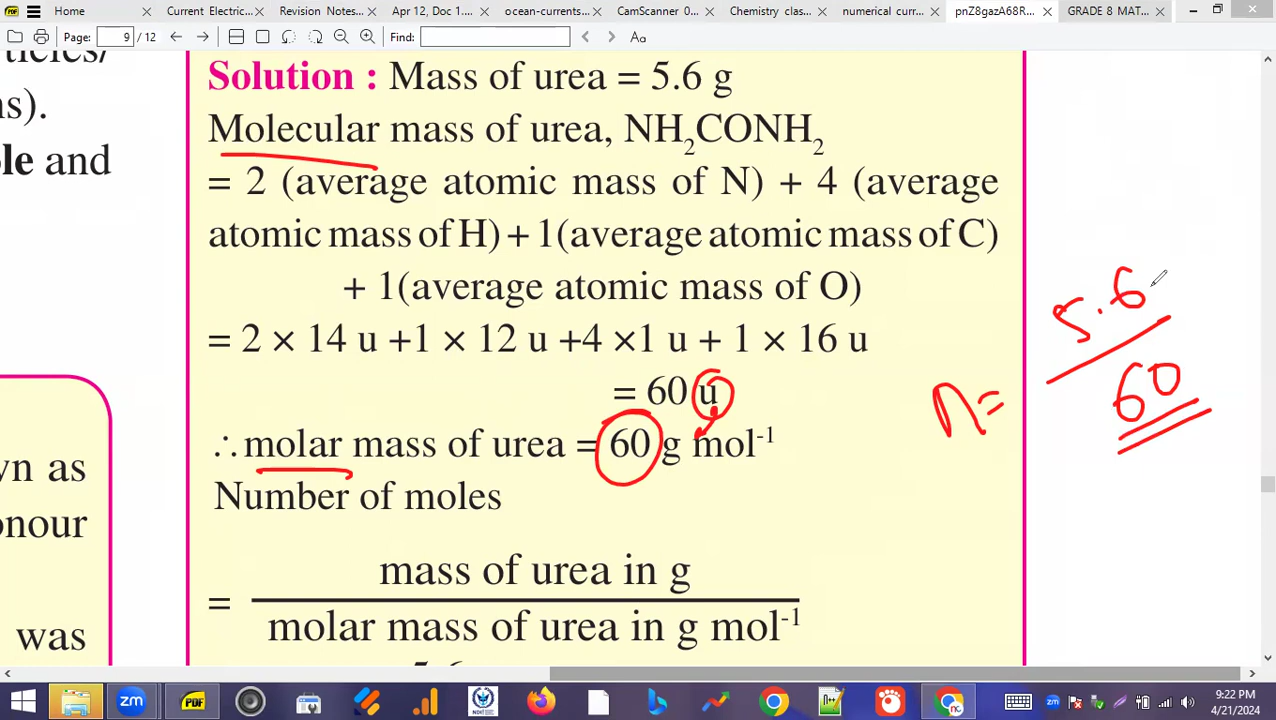 Home
Current Electric...
Revision Notes...
Apr 12, Doc 1...
ocean-currents...
CamScanner 0...
Chemistry clas...
numerical curr...
pnZ8gazA68R...
GRADE 8 MAT...
Page: 9 / 12
Find:
Aa
ns).
le and
wn as
onour
was
Solution : Mass of urea = 5.6 g
Molecular mass of urea, NH2CONH2
= 2 (average atomic mass of N) + 4 (average
atomic mass of H) + 1(average atomic mass of C)
+ 1(average atomic mass of O)
= 2 × 14 u +1 × 12 u +4 ×1 u + 1 × 16 u
= 60 u
∴ molar mass of urea = 60 g mol-1
Number of moles
= mass of urea in g
molar mass of urea in g mol-1
n=
5.6
60
9:22 PM
4/21/2024